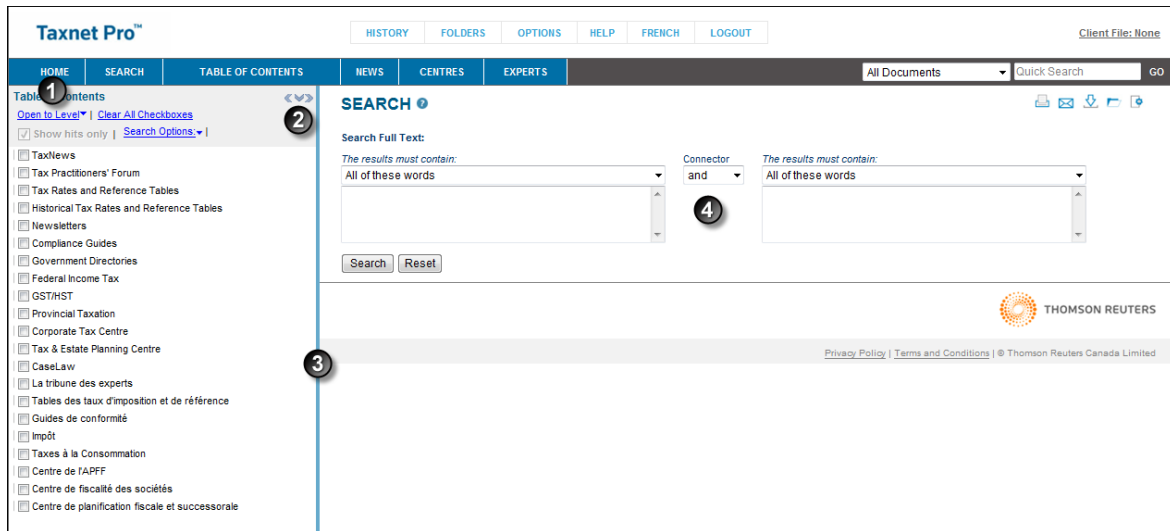 Taxnet Pro™
HISTORY FOLDERS OPTIONS HELP FRENCH LOGOUT
Client File: None
HOME SEARCH TABLE OF CONTENTS NEWS CENTRES EXPERTS
All Documents Quick Search GO
1
Table Contents
2
Open to Level | Clear All Checkboxes
Show hits only | Search Options: |
TaxNews
Tax Practitioners' Forum
Tax Rates and Reference Tables
Historical Tax Rates and Reference Tables
Newsletters
Compliance Guides
Government Directories
Federal Income Tax
GST/HST
Provincial Taxation
Corporate Tax Centre
Tax & Estate Planning Centre
CaseLaw
La tribune des experts
Tables des taux d'imposition et de référence
Guides de conformité
Impôt
Taxes à la Consommation
Centre de l'APFF
Centre de fiscalité des sociétés
Centre de planification fiscale et successorale
3
SEARCH
Search Full Text:
The results must contain: Connector The results must contain:
All of these words and All of these words
4
Search Reset
THOMSON REUTERS
Privacy Policy | Terms and Conditions | © Thomson Reuters Canada Limited